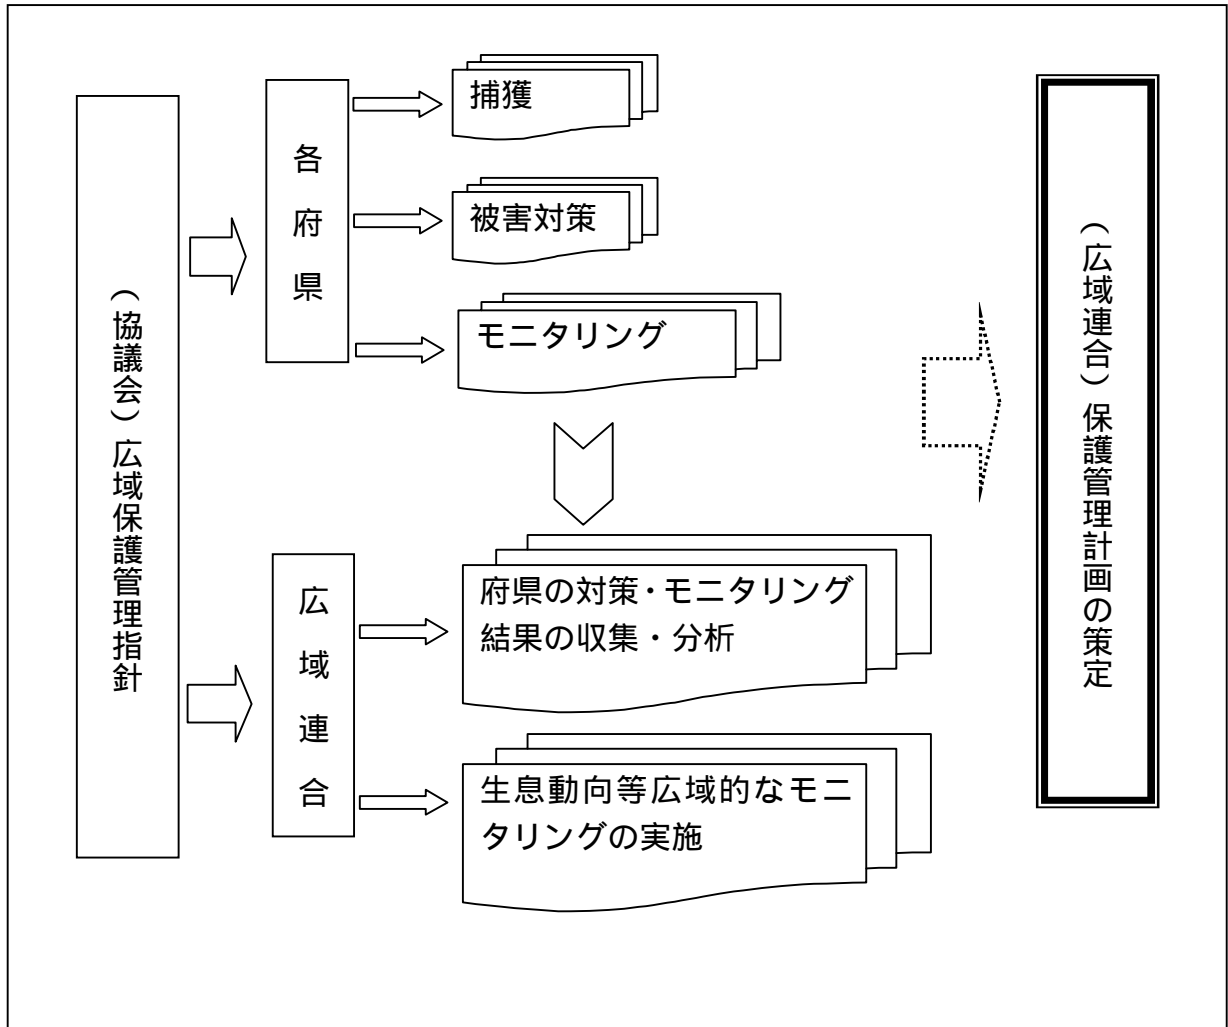 （協議会）広域保護管理指針
各府県
捕獲
被害対策
モニタリング
広域連合
府県の対策・モニタリング
結果の収集・分析
生息動向等広域的なモニ
タリングの実施
（広域連合）保護管理計画の策定